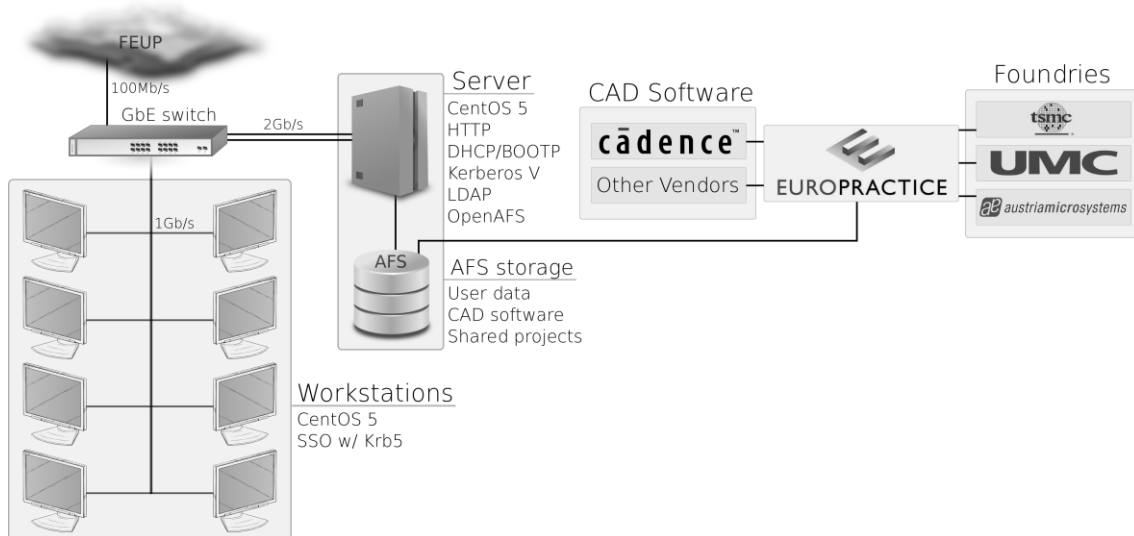 FEUP
100Mb/s
GbE switch
2Gb/s
1Gb/s
Server
CentOS 5
HTTP
DHCP/BOOTP
Kerberos V
LDAP
OpenAFS
AFS
AFS storage
User data
CAD software
Shared projects
Workstations
CentOS 5
SSO w/ Krb5
CAD Software
cādence™
Other Vendors
EUROPRACTICE
Foundries
tsmc
UMC
ae austriamicrosystems